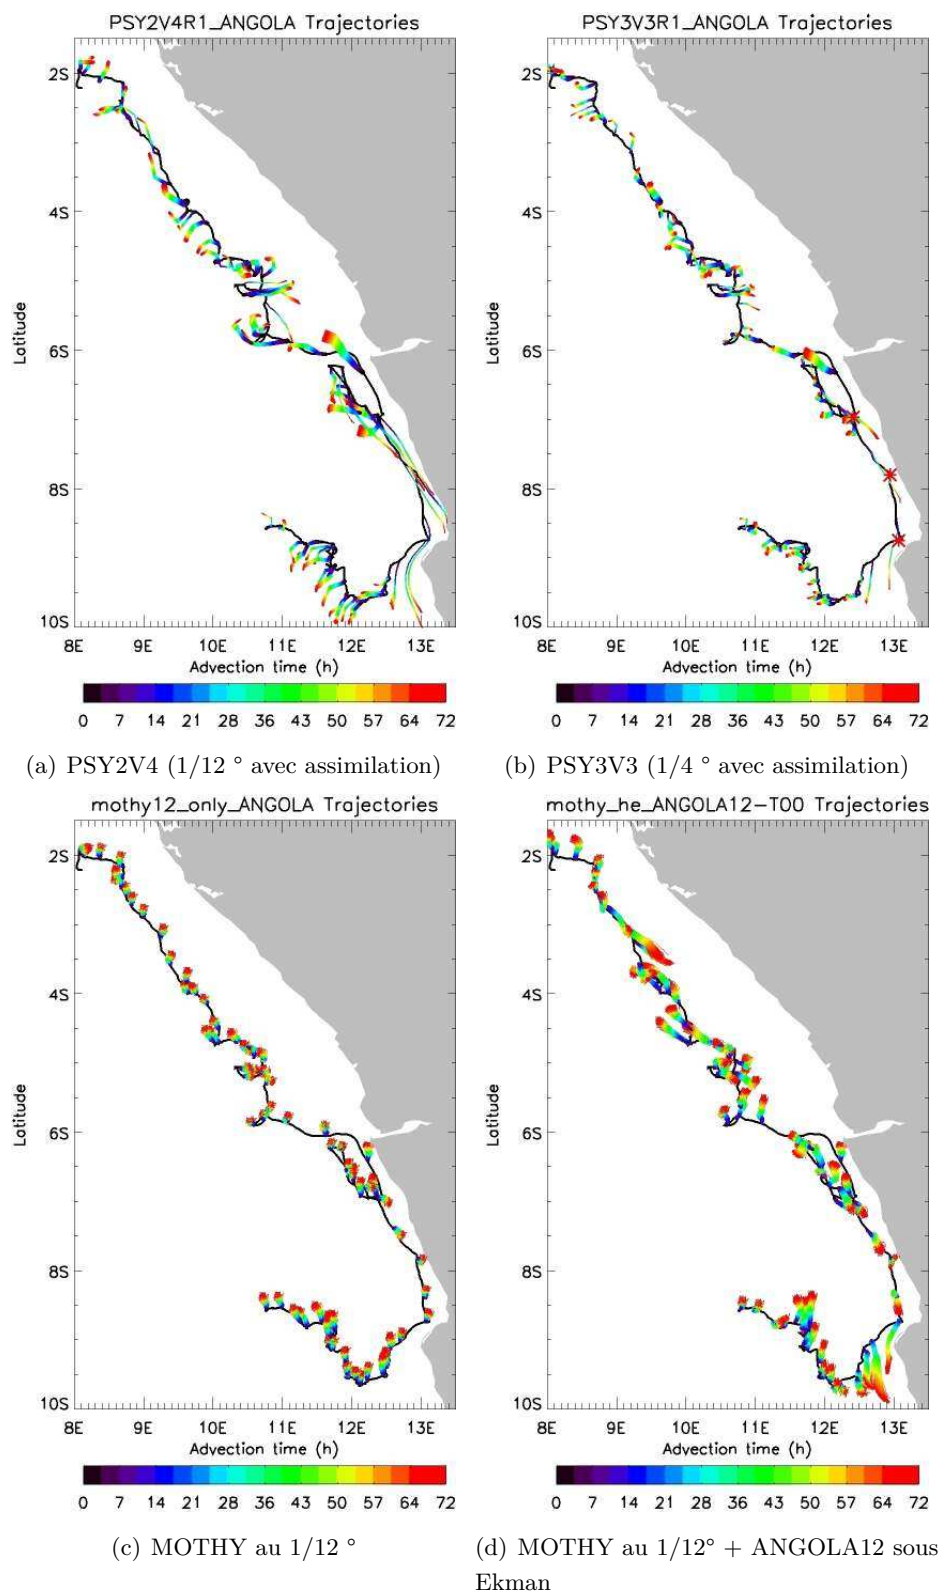 PSY2V4R1_ANGOLA Trajectories
2S
4S
6S
8S
10S
Latitude
8E 9E 10E 11E 12E 13E
Advection time (h)
0 7 14 21 28 36 43 50 57 64 72
(a) PSY2V4 (1/12 ° avec assimilation)
PSY3V3R1_ANGOLA Trajectories
2S
4S
6S
8S
10S
Latitude
8E 9E 10E 11E 12E 13E
Advection time (h)
0 7 14 21 28 36 43 50 57 64 72
(b) PSY3V3 (1/4 ° avec assimilation)
mothy12_only_ANGOLA Trajectories
2S
4S
6S
8S
10S
Latitude
8E 9E 10E 11E 12E 13E
Advection time (h)
0 7 14 21 28 36 43 50 57 64 72
(c) MOTHY au 1/12 °
mothy_he_ANGOLA12-T00 Trajectories
2S
4S
6S
8S
10S
Latitude
8E 9E 10E 11E 12E 13E
Advection time (h)
0 7 14 21 28 36 43 50 57 64 72
(d) MOTHY au 1/12° + ANGOLA12 sous
Ekman